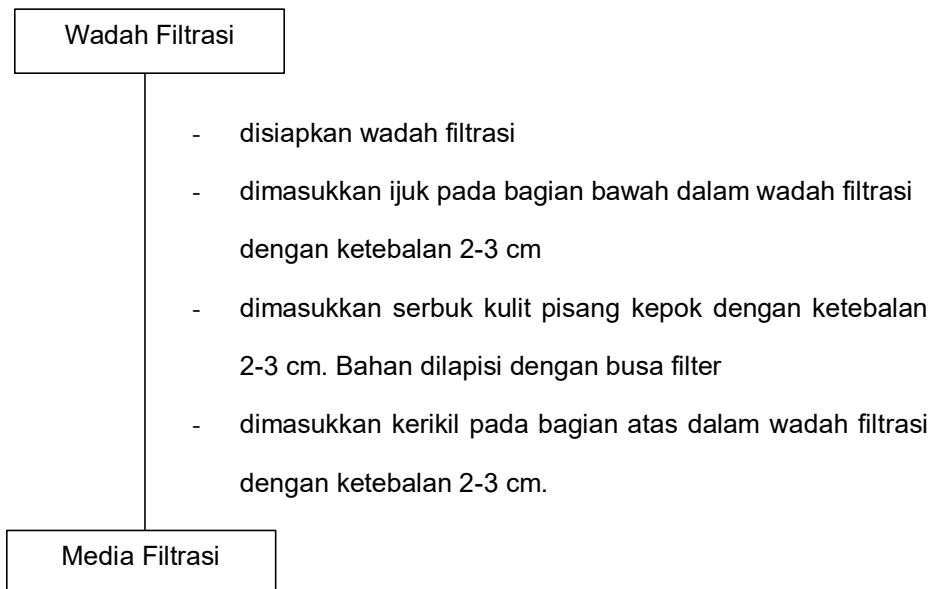 Wadah Filtrasi
- disiapkan wadah filtrasi
- dimasukkan ijuk pada bagian bawah dalam wadah filtrasi
dengan ketebalan 2-3 cm
- dimasukkan serbuk kulit pisang kepok dengan ketebalan
2-3 cm. Bahan dilapisi dengan busa filter
- dimasukkan kerikil pada bagian atas dalam wadah filtrasi
dengan ketebalan 2-3 cm.
Media Filtrasi